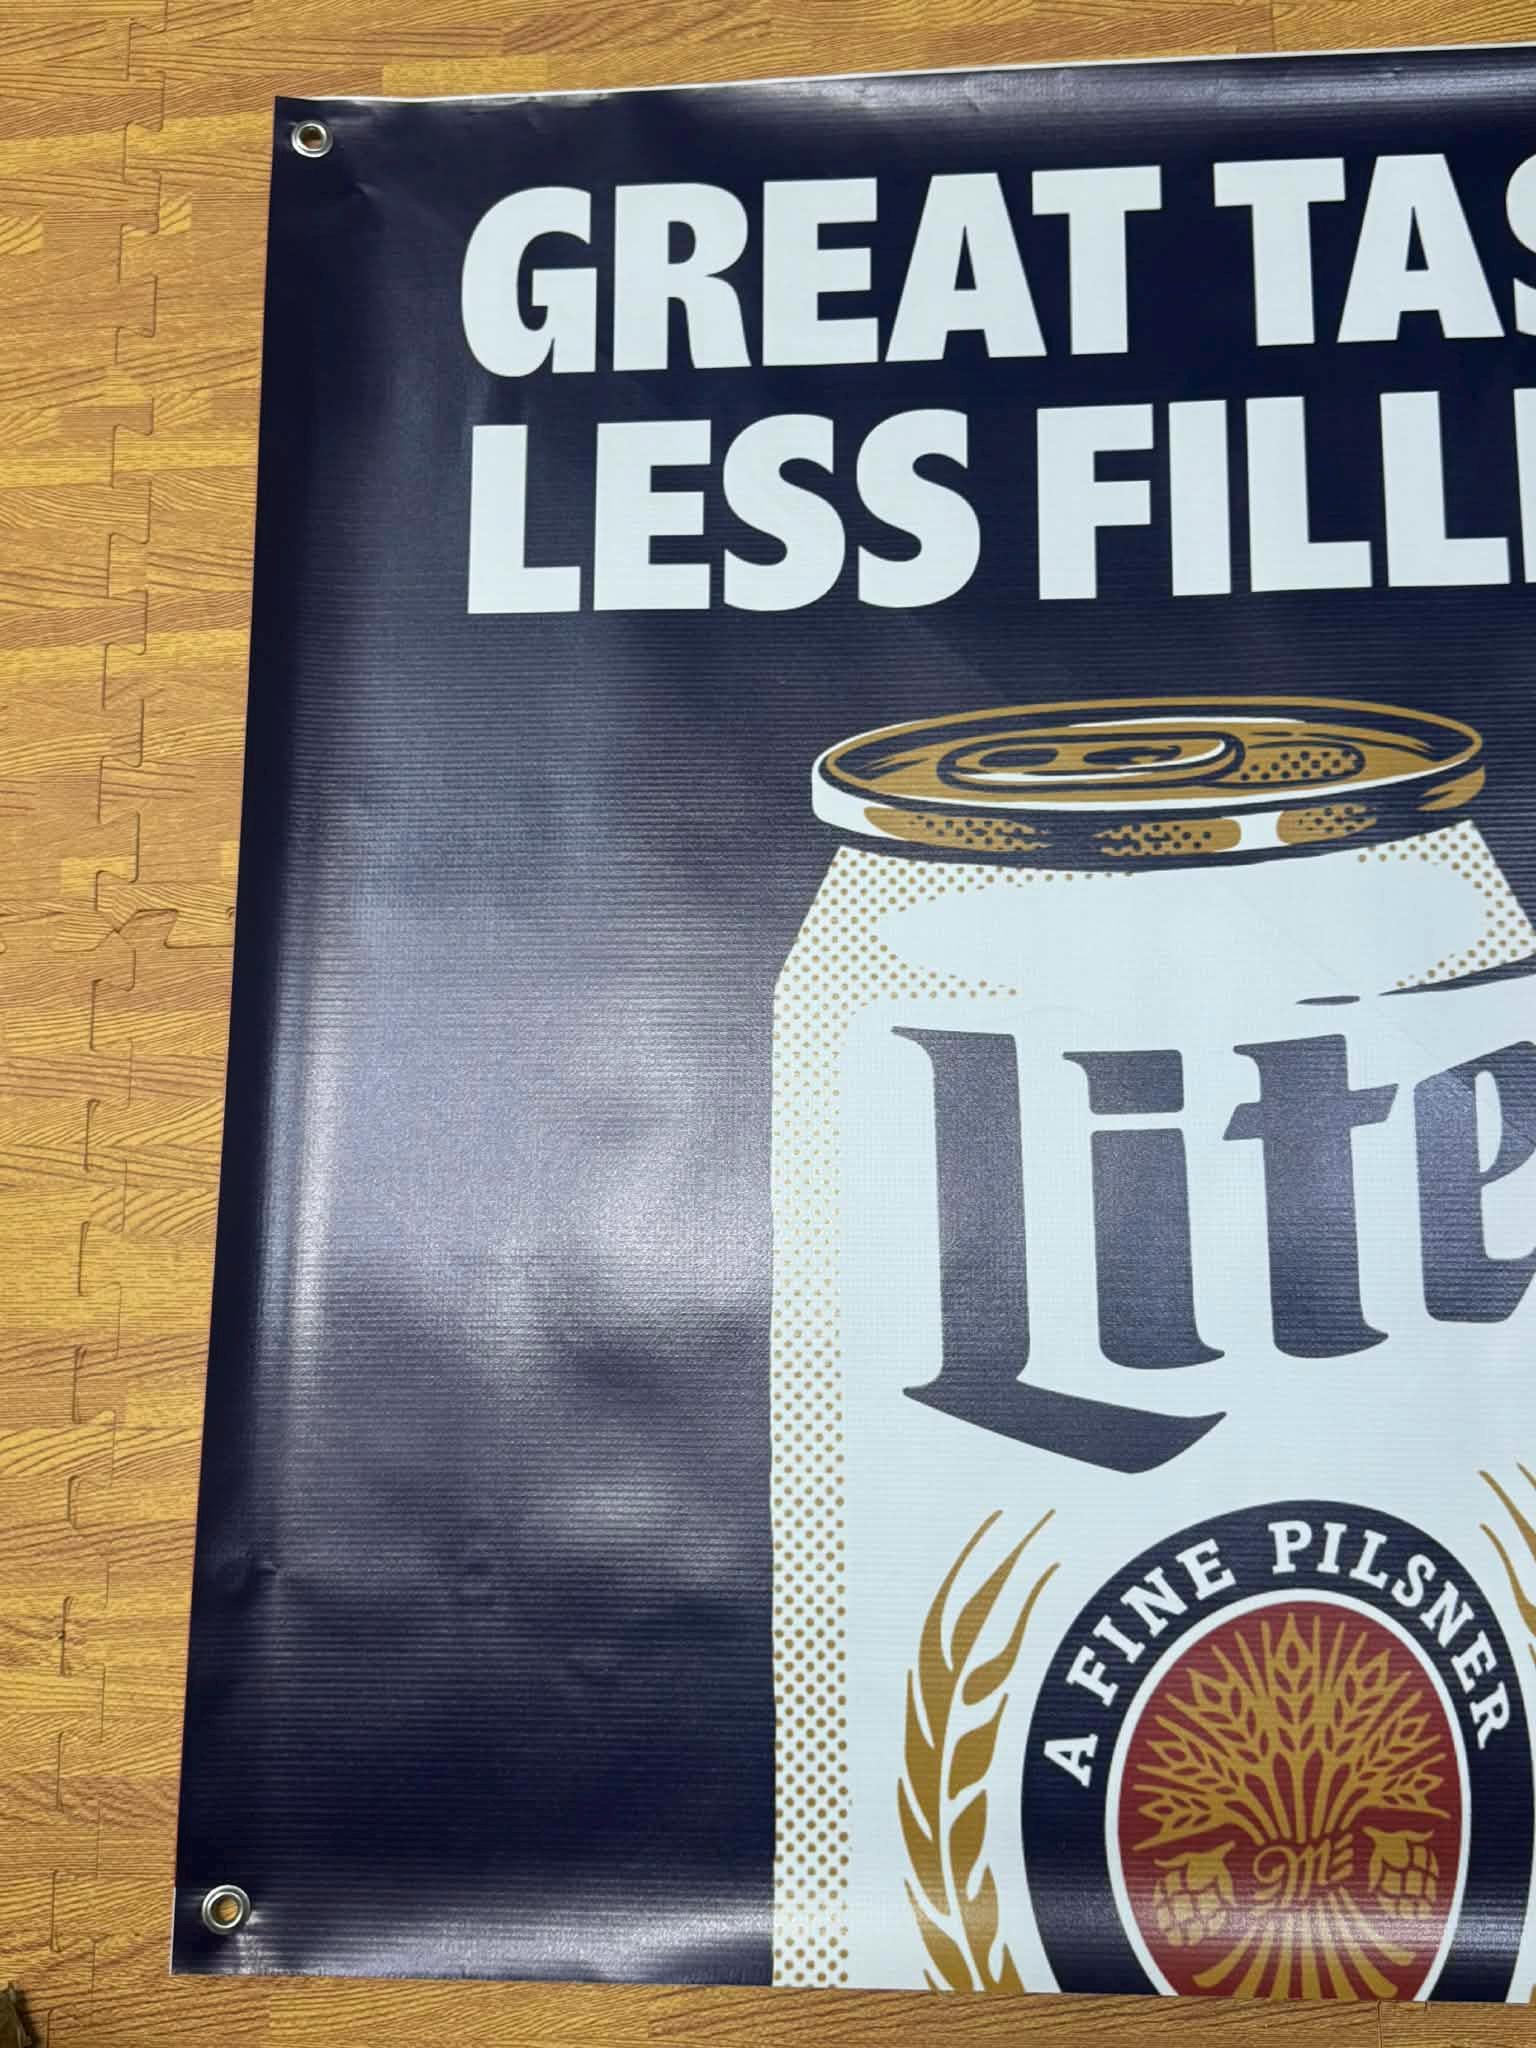 GREAT TAS
LESS FILL
Lite
A FINE PILSNER